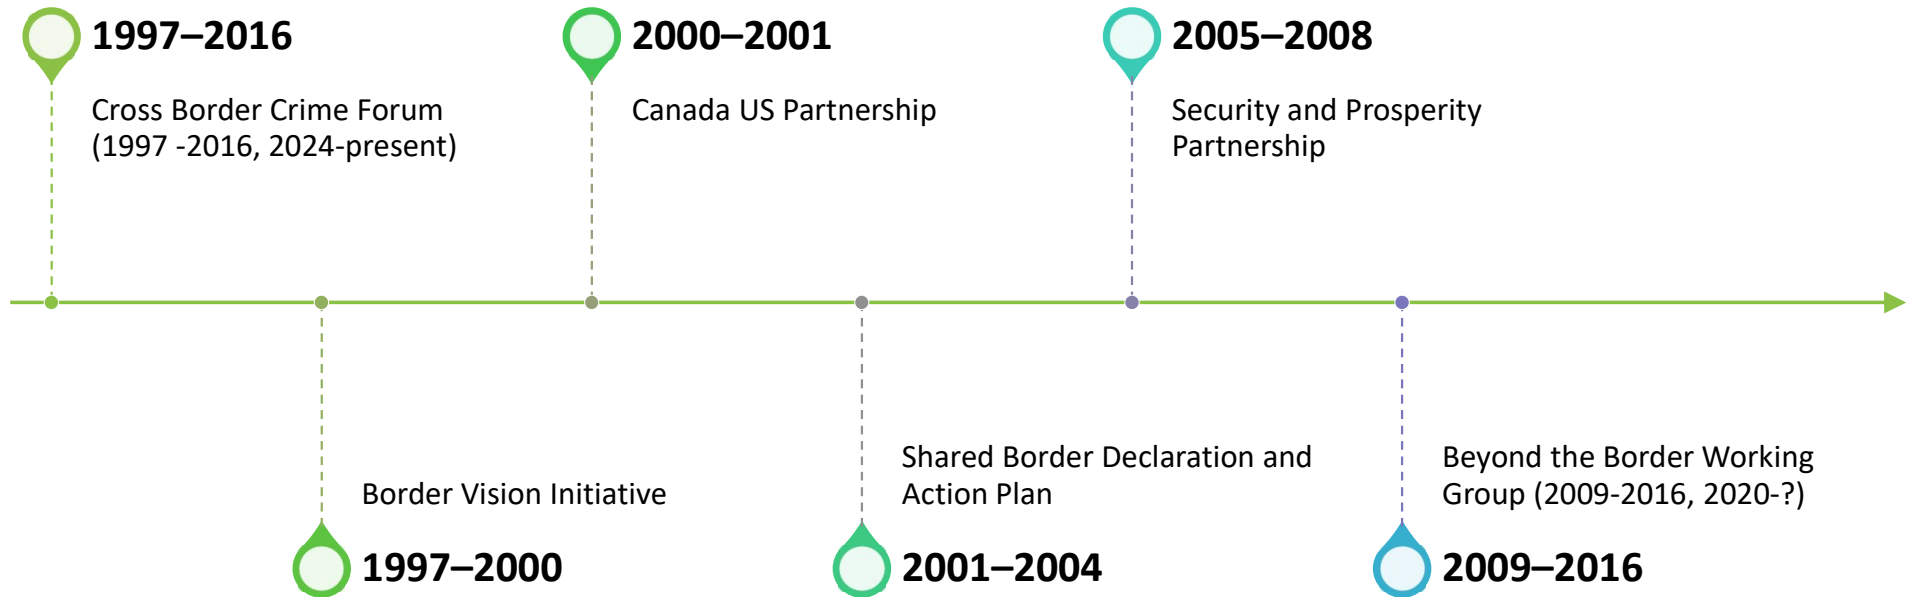 1997–2016
Cross Border Crime Forum
(1997 -2016, 2024-present)
2000–2001
Canada US Partnership
2005–2008
Security and Prosperity
Partnership
Border Vision Initiative
1997–2000
Shared Border Declaration and
Action Plan
2001–2004
Beyond the Border Working
Group (2009-2016, 2020-?)
2009–2016